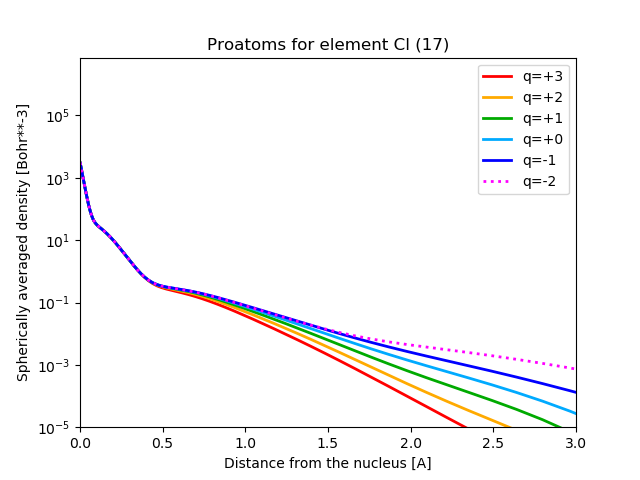 Proatoms for element Cl (17)
Spherically averaged density [Bohr**-3]
10^5
10^3
10^1
10^−1
10^−3
10^−5
q=+3
q=+2
q=+1
q=+0
q=-1
q=-2
0.0 0.5 1.0 1.5 2.0 2.5 3.0
Distance from the nucleus [A]